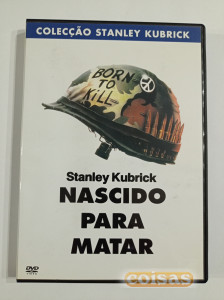 COLECÇÃO STANLEY KUBRICK
BORN
TO
KILL
Stanley Kubrick
NASCIDO
PARA
MATAR
DVD
coisas